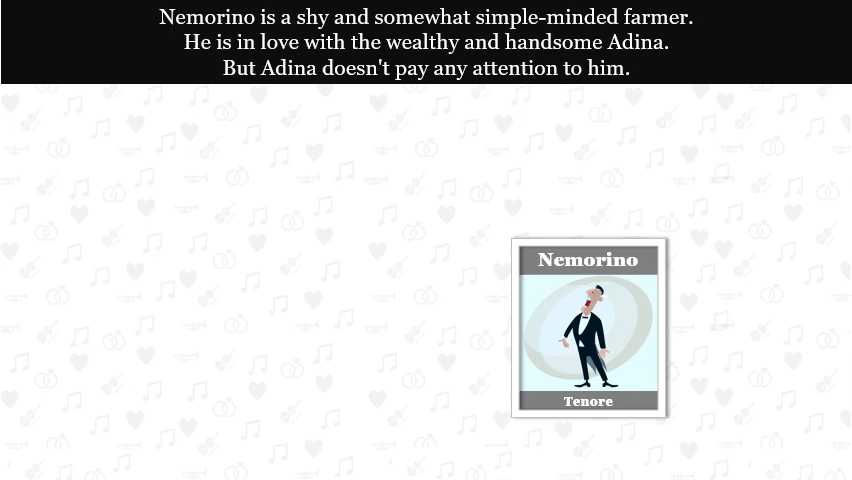 Nemorino is a shy and somewhat simple-minded farmer.
He is in love with the wealthy and handsome Adina.
But Adina doesn't pay any attention to him.
Nemorino
Tenore